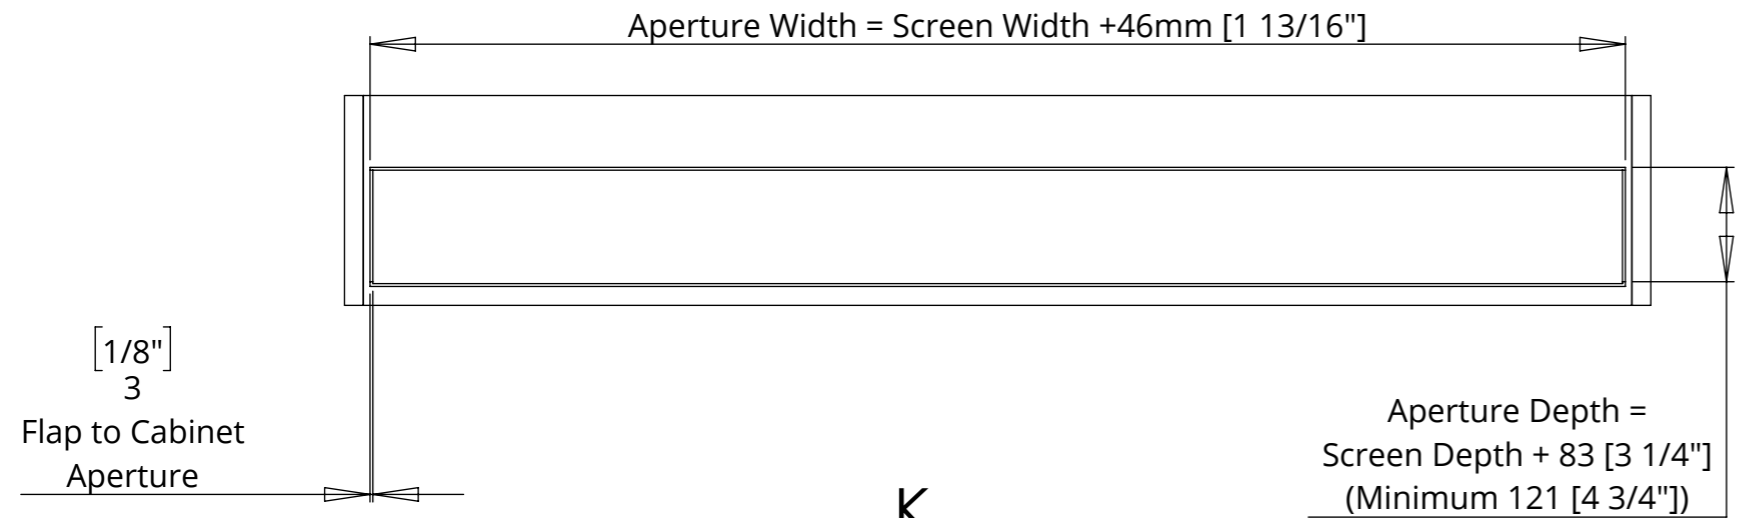 Aperture Width = Screen Width +46mm [1 13/16"]
[1/8"]
3
Flap to Cabinet
Aperture
Aperture Depth =
Screen Depth + 83 [3 1/4"]
(Minimum 121 [4 3/4"])
K